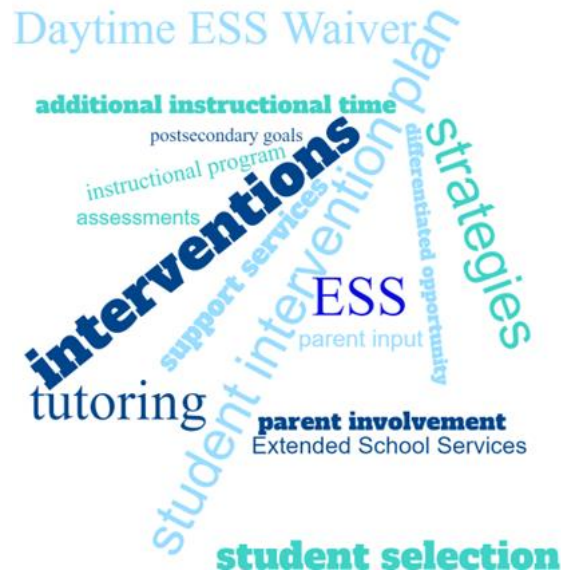 Daytime ESS Waiver
additional instructional time
postsecondary goals
instructional program
assessments
interventions
support services
student intervention plan
differentiated opportunity
strategies
ESS
parent input
tutoring
parent involvement
Extended School Services
student selection